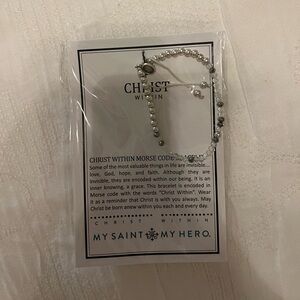 CHRIST
WITHIN
CHRIST WITHIN MORSE CODE
Some of the most valuable things in life are invisible...
love, God, hope, and faith. Although they are
invisible, they are encoded within our being. It is an
inner knowing, a grace. This bracelet is encoded in
Morse code with the words "Christ Within". Wear
it as a reminder that Christ is with you always. May
Christ be born anew within you each and every day.
CHRIST WITHIN
MY SAINT MY HERO.